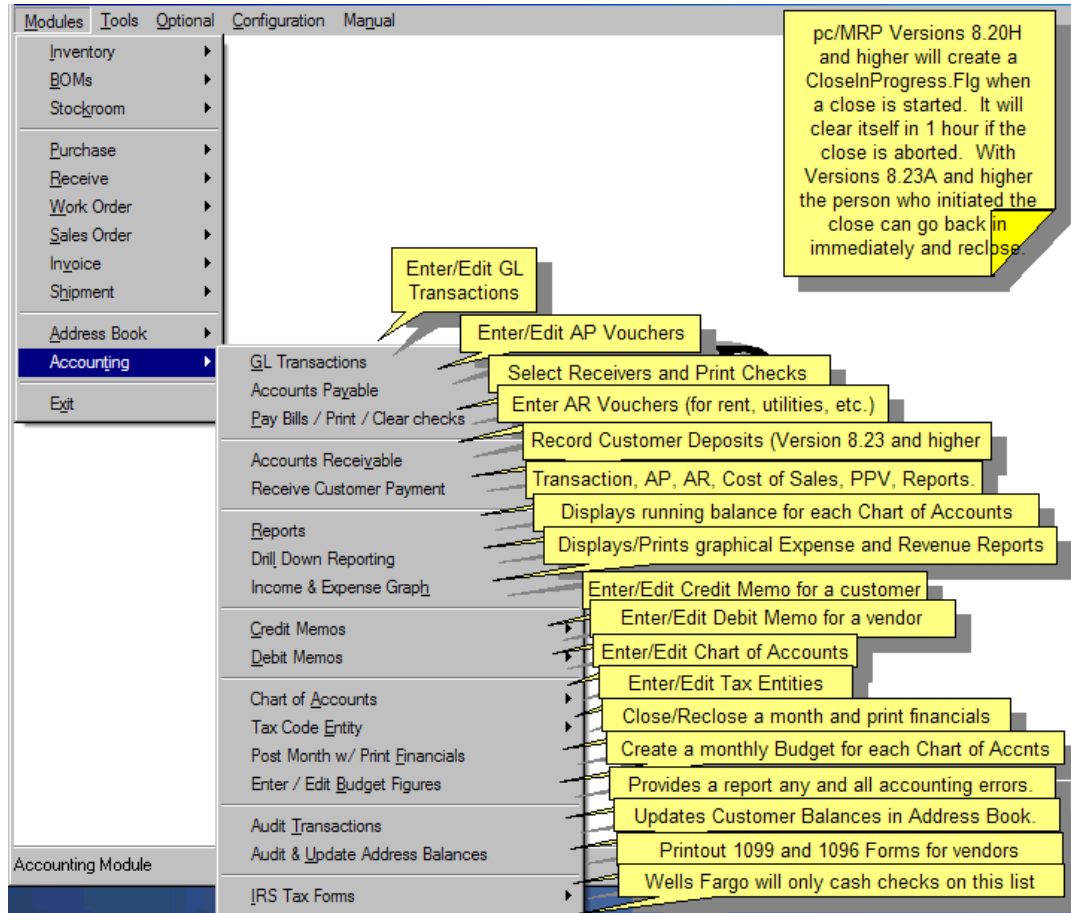 Modules Tools Optional Configuration Manual
Inventory
BOMs
Stockroom
Purchase
Receive
Work Order
Sales Order
Invoice
Shipment
Address Book
Accounting
Exit
pc/MRP Versions 8.20H
and higher will create a
CloseInProgress.Flg when
a close is started. It will
clear itself in 1 hour if the
close is aborted. With
Versions 8.23A and higher
the person who initiated the
close can go back in
immediately and reclose.
GL Transactions
Accounts Payable
Pay Bills / Print / Clear checks
Accounts Receivable
Receive Customer Payment
Reports
Drill Down Reporting
Income & Expense Graph
Credit Memos
Debit Memos
Chart of Accounts
Tax Code Entity
Post Month w/ Print Financials
Enter / Edit Budget Figures
Audit Transactions
Audit & Update Address Balances
IRS Tax Forms
Enter/Edit GL
Transactions
Enter/Edit AP Vouchers
Select Receivers and Print Checks
Enter AR Vouchers (for rent, utilities, etc.)
Record Customer Deposits (Version 8.23 and higher
Transaction, AP, AR, Cost of Sales, PPV, Reports.
Displays running balance for each Chart of Accounts
Displays/Prints graphical Expense and Revenue Reports
Enter/Edit Credit Memo for a customer
Enter/Edit Debit Memo for a vendor
Enter/Edit Chart of Accounts
Enter/Edit Tax Entities
Close/Reclose a month and print financials
Create a monthly Budget for each Chart of Accnts
Provides a report any and all accounting errors.
Updates Customer Balances in Address Book.
Printout 1099 and 1096 Forms for vendors
Wells Fargo will only cash checks on this list
Accounting Module